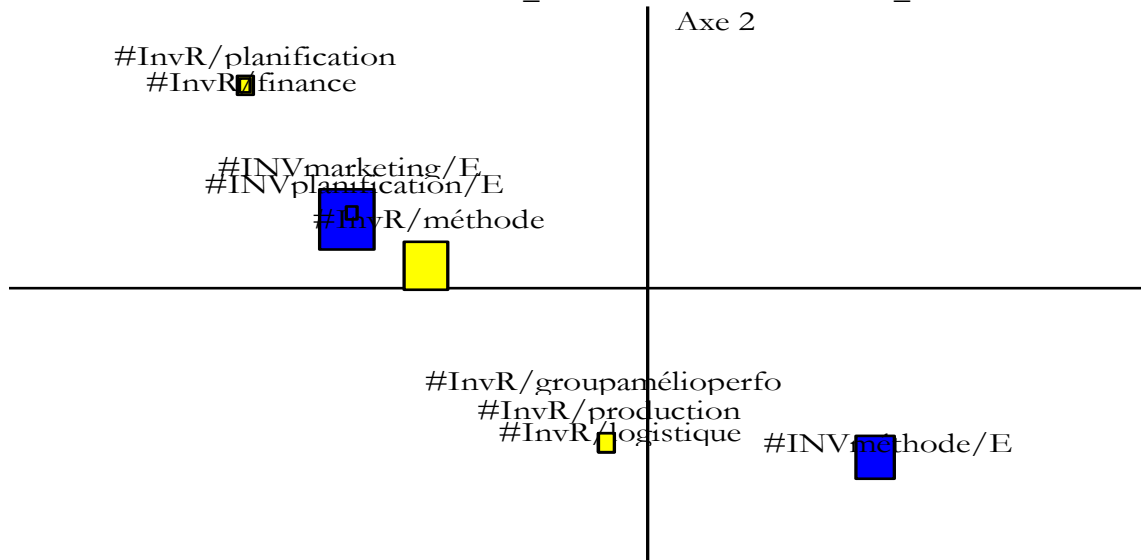 Axe 2
#InvR/planification
#InvR/finance
#INVmarketing/E
#INVplanification/E
#InvR/méthode
#InvR/groupamélioperfo
#InvR/production
#InvR/logistique
#INVméthode/E